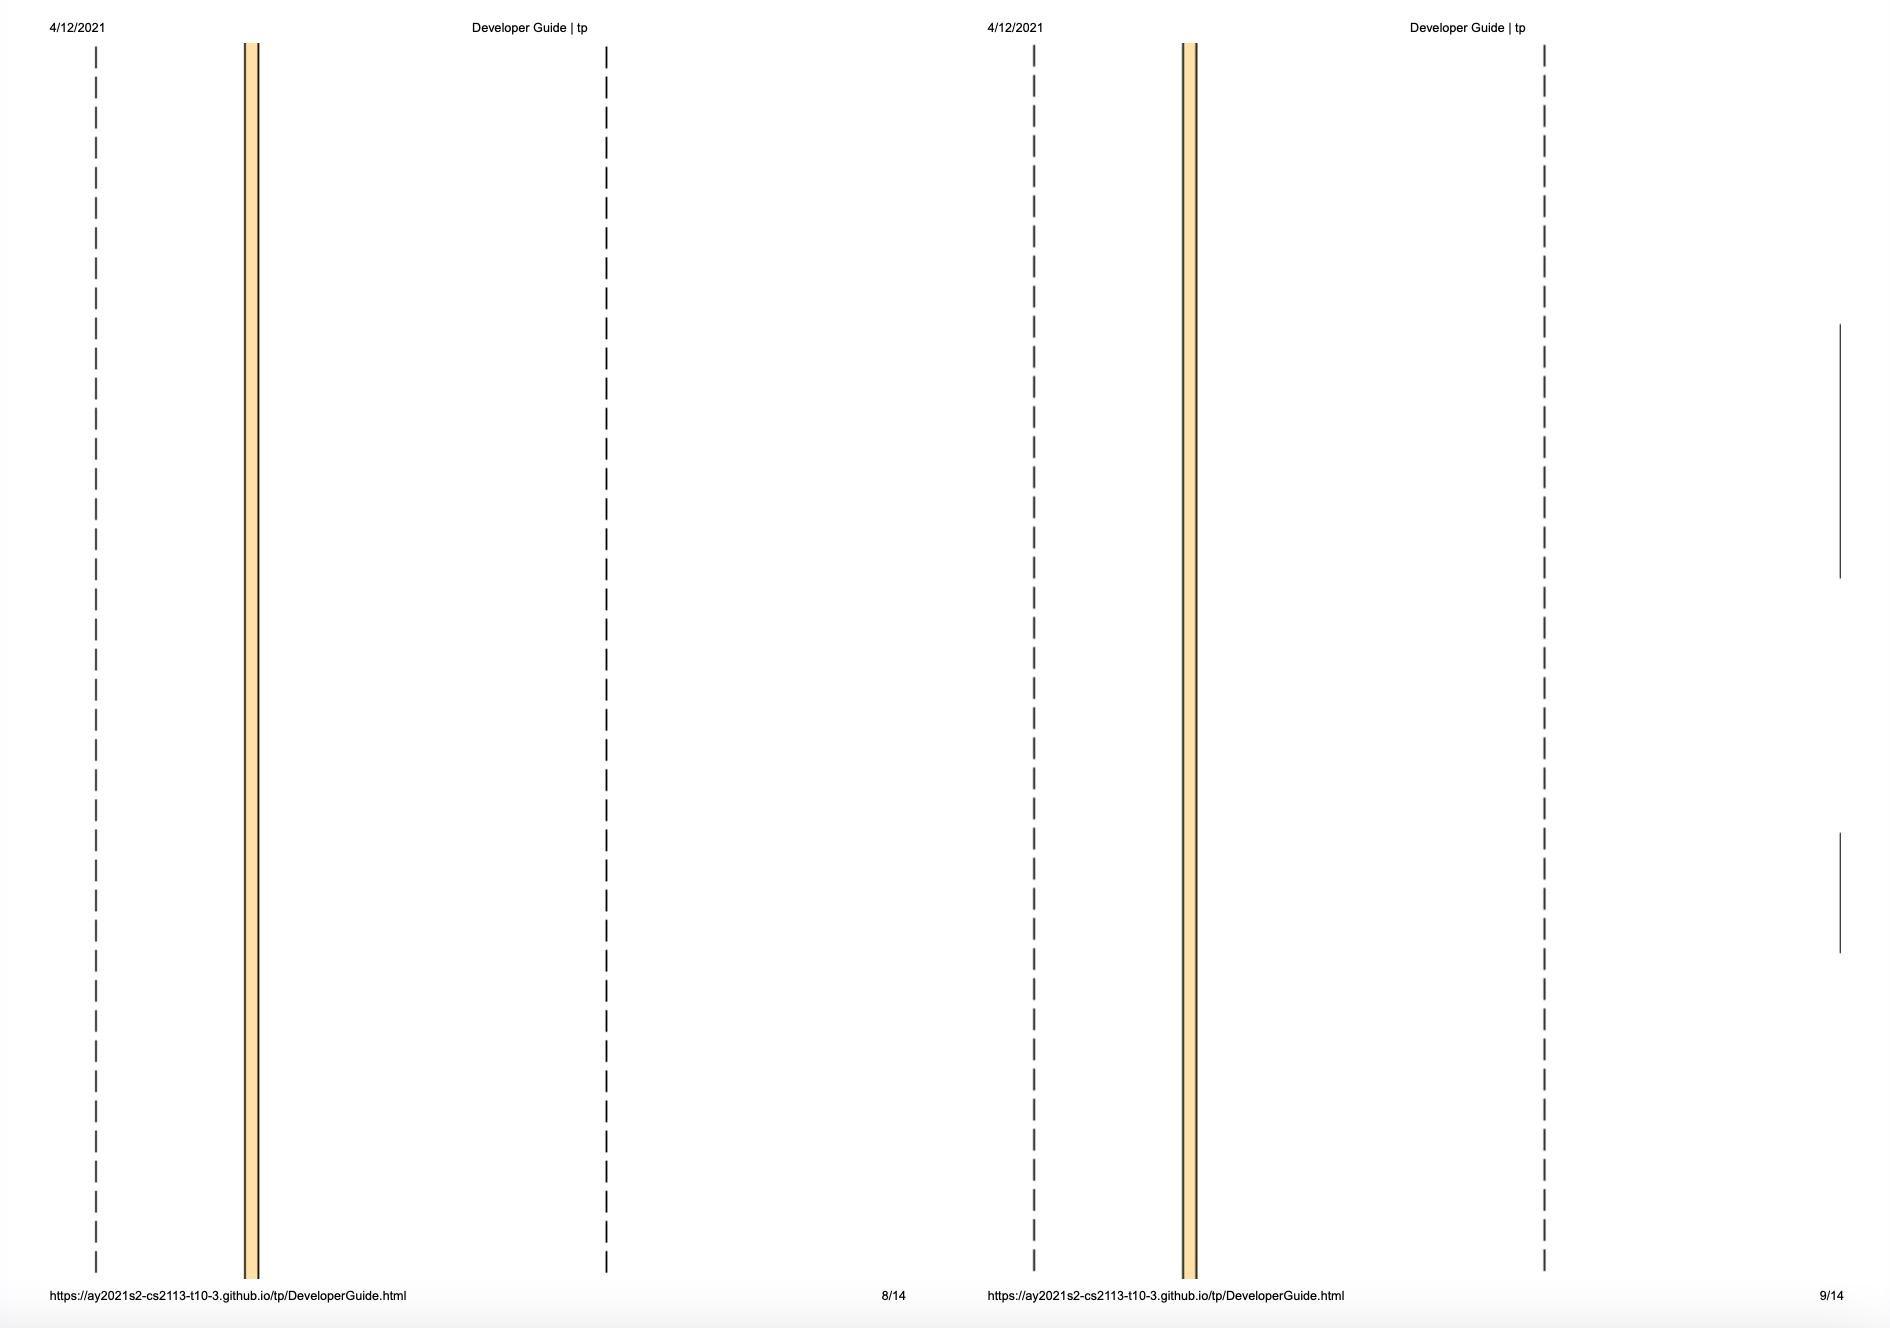 4/12/2021
Developer Guide | tp
https://ay2021s2-cs2113-t10-3.github.io/tp/DeveloperGuide.html
8/14
4/12/2021
Developer Guide | tp
https://ay2021s2-cs2113-t10-3.github.io/tp/DeveloperGuide.html
9/14